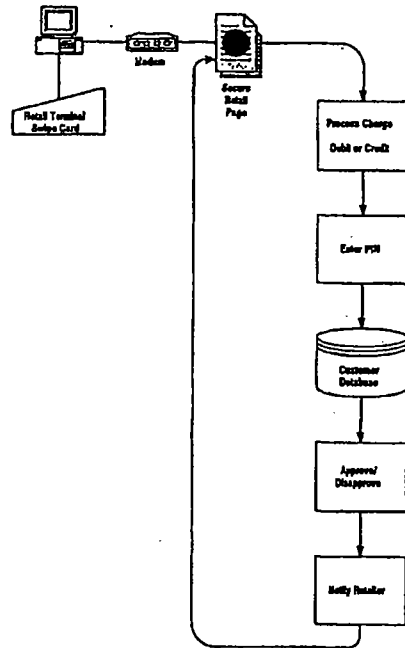 Modem
Retail Terminal
Swipe Card
Secure
Retail
Page
Process Charge
Debit or Credit
Enter PIN
Customer
Database
Approve/
Disapprove
Notify Retailer